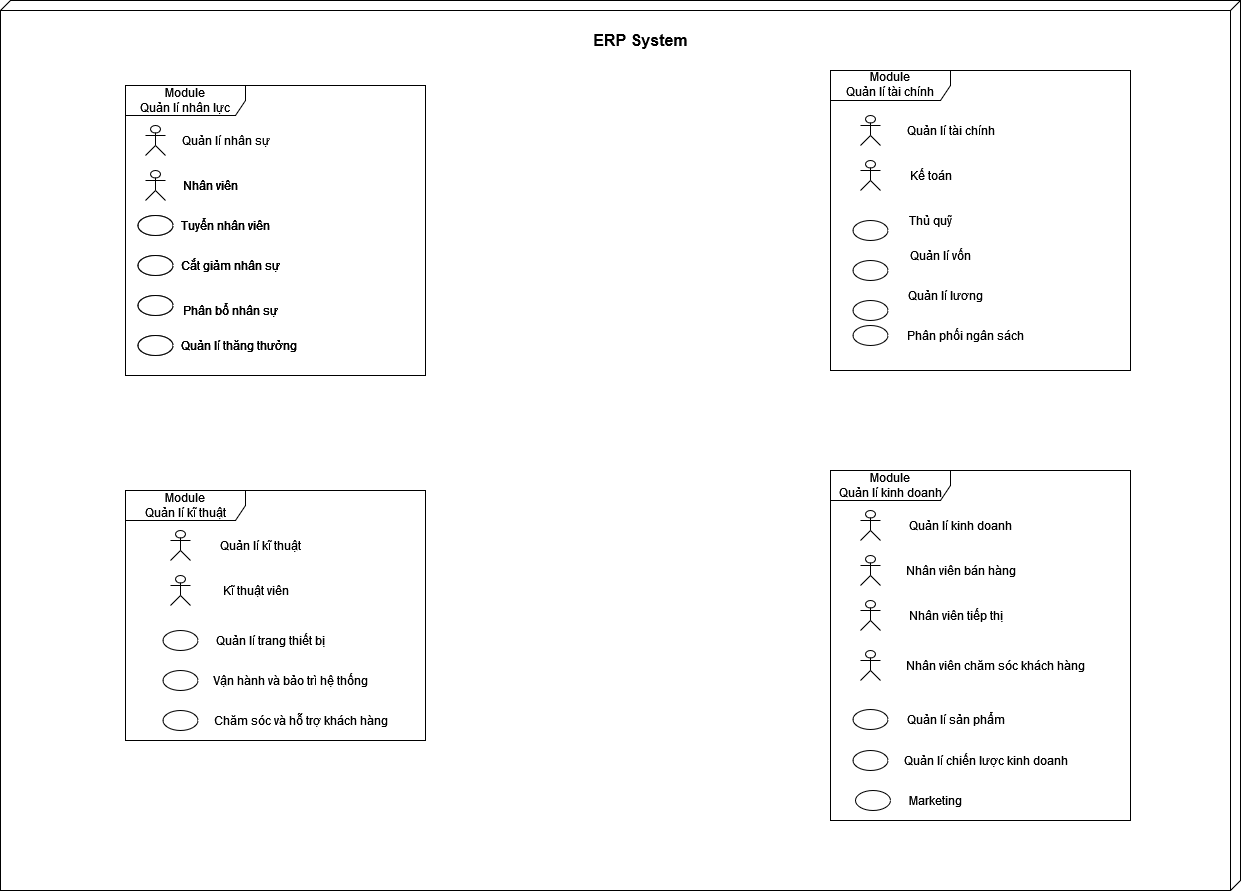 ERP System
Module
Quản lí nhân lực
Quản lí nhân sự
Nhân viên
Tuyển nhân viên
Cắt giảm nhân sự
Phân bổ nhân sự
Quản lí thăng thưởng
Module
Quản lí tài chính
Quản lí tài chính
Kế toán
Thủ quỹ
Quản lí vốn
Quản lí lương
Phân phối ngân sách
Module
Quản lí kĩ thuật
Quản lí kĩ thuật
Kĩ thuật viên
Quản lí trang thiết bị
Vận hành và bảo trì hệ thống
Chăm sóc và hỗ trợ khách hàng
Module
Quản lí kinh doanh
Quản lí kinh doanh
Nhân viên bán hàng
Nhân viên tiếp thị
Nhân viên chăm sóc khách hàng
Quản lí sản phẩm
Quản lí chiến lược kinh doanh
Marketing